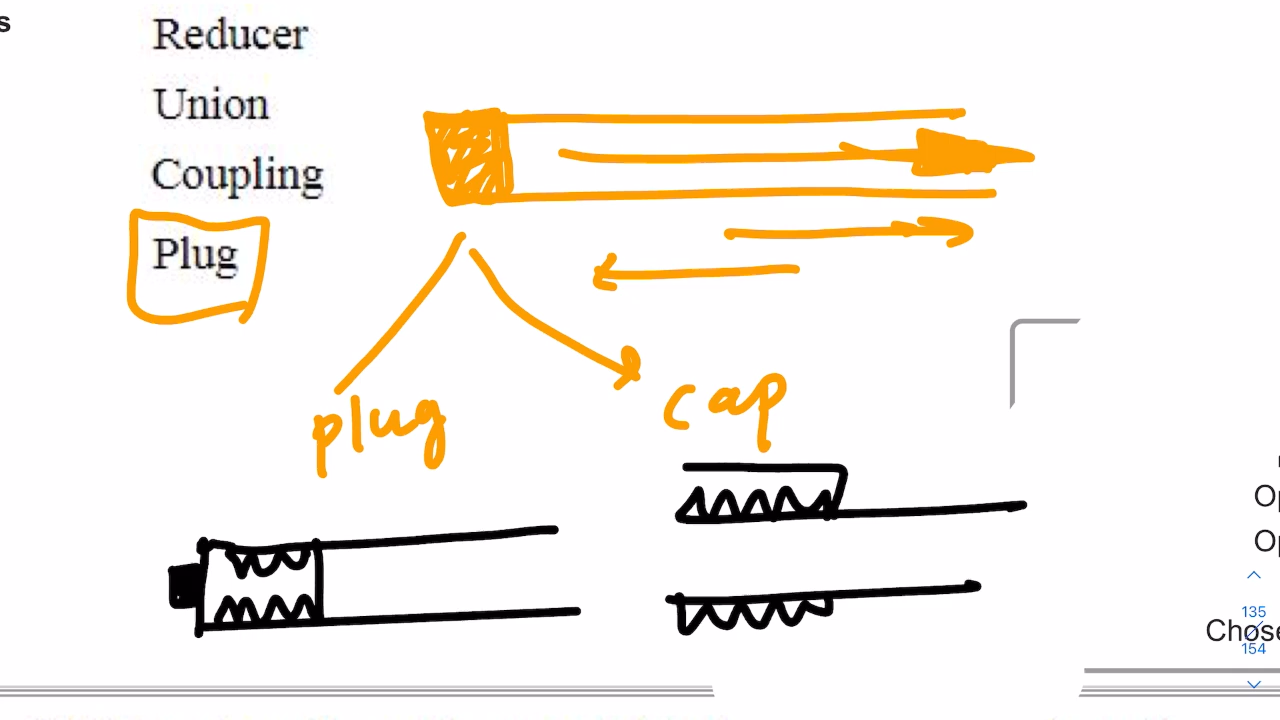 s
Reducer
Union
Coupling
Plug
plug
cap
Op
Op
135
154
Chose